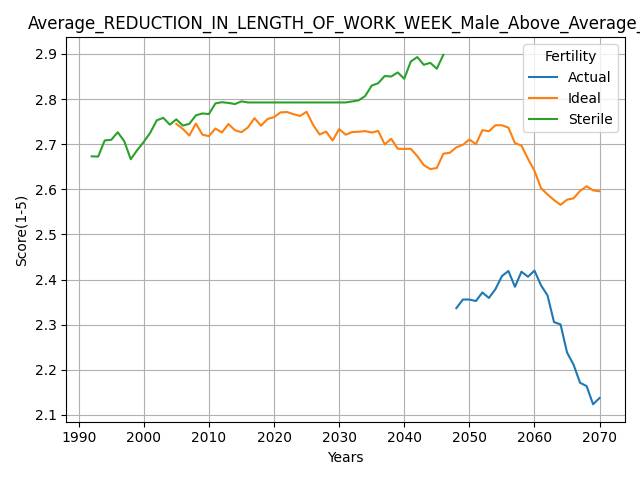 Average_REDUCTION_IN_LENGTH_OF_WORK_WEEK_Male_Above_Average_
Fertility
Actual
Ideal
Sterile
Score(1-5)
2.9
2.8
2.7
2.6
2.5
2.4
2.3
2.2
2.1
1990 2000 2010 2020 2030 2040 2050 2060 2070
Years